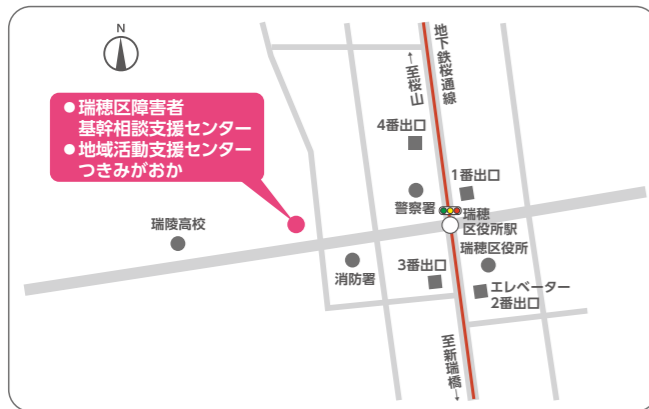 N
●瑞穂区障害者
基幹相談支援センター
●地域活動支援センター
つきみがおか
地下鉄桜通線
←至桜山
4番出口
1番出口
警察署
瑞穂
区役所駅
瑞陵高校
消防署
瑞穂区役所
3番出口
エレベーター
2番出口
至新瑞橋→